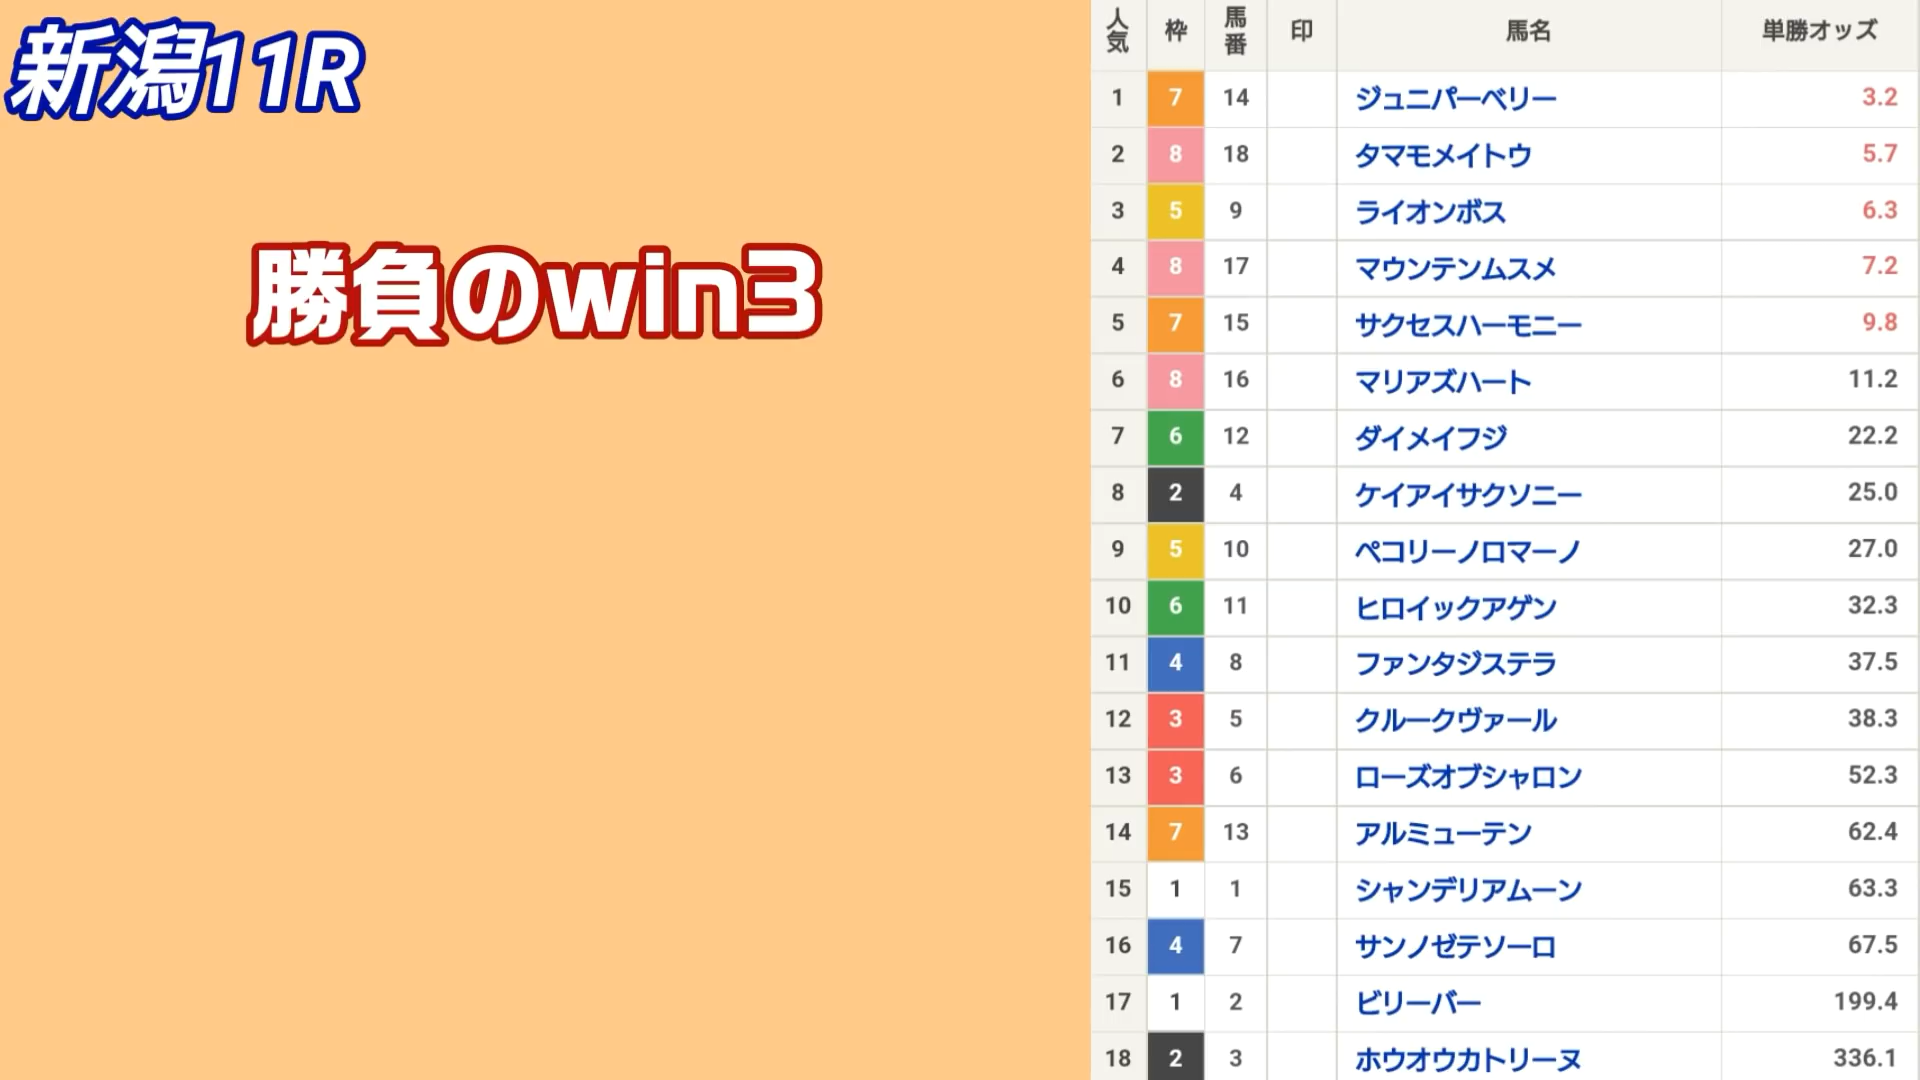 新潟11R
勝負のwin3
人気 枠 馬番 印 馬名 単勝オッズ
1 7 14 ジュニパーベリー 3.2
2 8 18 タマモメイトウ 5.7
3 5 9 ライオンボス 6.3
4 8 17 マウンテンムスメ 7.2
5 7 15 サクセスハーモニー 9.8
6 8 16 マリアズハート 11.2
7 6 12 ダイメイフジ 22.2
8 2 4 ケイアイサクソニー 25.0
9 5 10 ペコリーノロマーノ 27.0
10 6 11 ヒロイックアゲン 32.3
11 4 8 ファンタジステラ 37.5
12 3 5 クルークヴァール 38.3
13 3 6 ローズオブシャロン 52.3
14 7 13 アルミューテン 62.4
15 1 1 シャンデリアムーン 63.3
16 4 7 サンノゼテソーロ 67.5
17 1 2 ビリーバー 199.4
18 2 3 ホウオウカトリーヌ 336.1